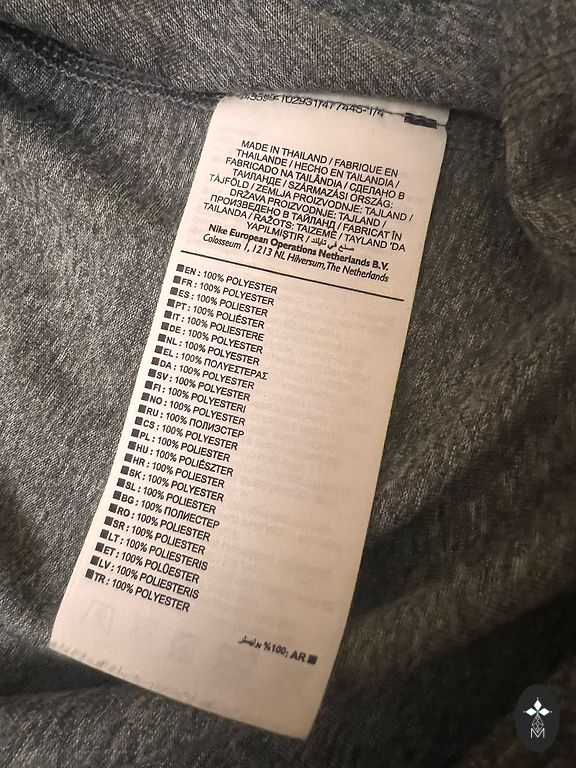 MADE IN THAILAND / FABRIQUE EN
THAILANDE / HECHO EN TAILANDIA /
FABRICADO NA TAILÂNDIA / СДЕЛАНО В
ТАИЛАНДЕ / SZÁRMAZÁSI ORSZÁG:
TÁJFÖLD / ZEMLJA PROIZVODNJE: TAJLAND /
DRŽAVA PROIZVODNJE: TAJLAND /
ПРОИЗВЕДЕНО В ТАЙЛАНД / FABRICAT ÎN
TAILANDA / RAŽOTS: TAIZEME / TAYLAND 'DA
YAPILMIŞTIR / صنع في تايلاند
Nike European Operations Netherlands B.V.
Colosseum 1, 1213 NL Hilversum, The Netherlands
EN : 100% POLYESTER
FR : 100% POLYESTER
ES : 100% POLIESTER
PT : 100% POLIÉSTER
IT : 100% POLIESTERE
DE : 100% POLYESTER
NL : 100% POLYESTER
EL : 100% ΠΟΛΥΕΣΤΕΡΑΣ
DA : 100% POLYESTER
SV : 100% POLYESTER
FI : 100% POLYESTERI
NO : 100% POLYESTER
RU : 100% ПОЛИЭСТЕР
CS : 100% POLYESTER
PL : 100% POLIESTER
HU : 100% POLIÉSZTER
HR : 100% POLIESTER
SK : 100% POLYESTER
SL : 100% POLIESTER
BG : 100% ПОЛИЕСТЕР
RO : 100% POLIESTER
SR : 100% POLIESTER
LT : 100% POLIESTERIS
ET : 100% POLÜESTER
LV : 100% POLIESTERIS
TR : 100% POLYESTER
AR : 100% بوليستر
M